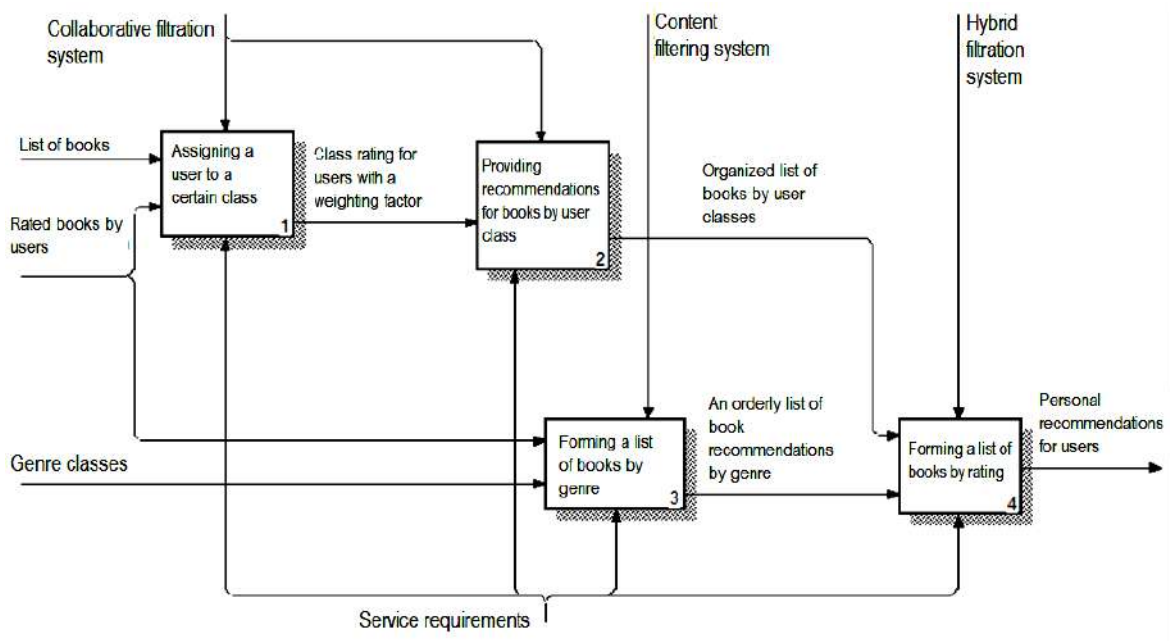 Collaborative filtration
system
Content
filtering system
Hybrid
filtration
system
List of books
Assigning a
user to a
certain class
1
Class rating for
users with a
weighting factor
Providing
recommendations
for books by user
class
2
Organized list of
books by user
classes
Rated books by
users
Genre classes
Forming a list
of books by
genre
3
An orderly list of
book
recommendations
by genre
Forming a list of
books by rating
4
Personal
recommendations
for users
Service requirements